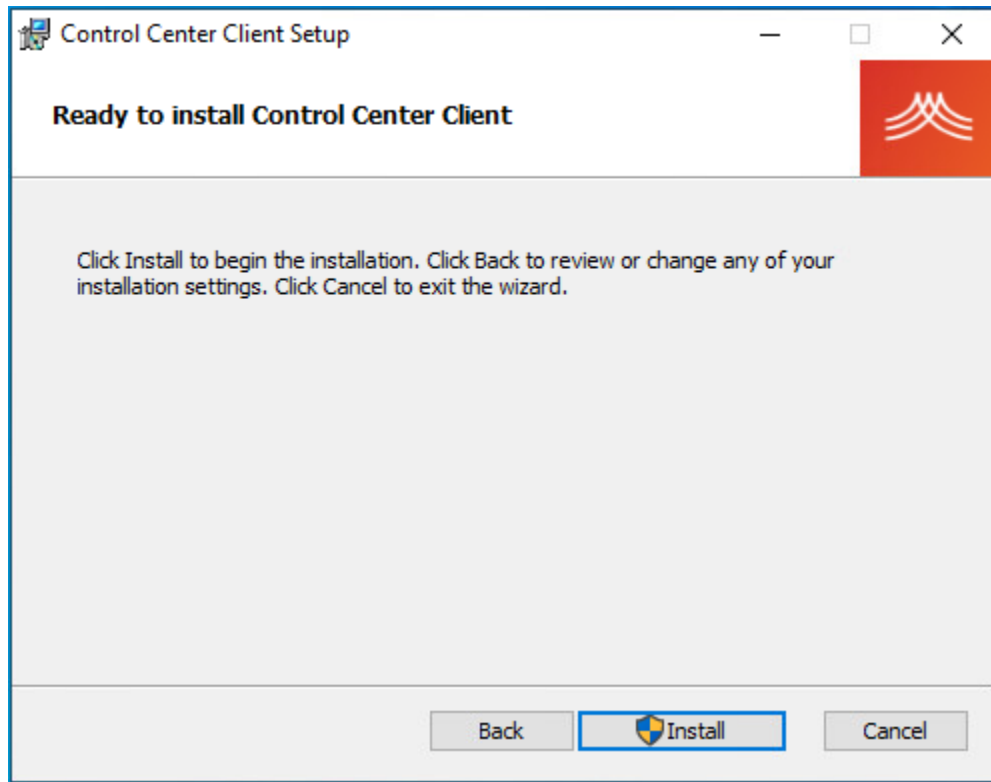 Control Center Client Setup
Ready to install Control Center Client
Click Install to begin the installation. Click Back to review or change any of your
installation settings. Click Cancel to exit the wizard.
Back
Install
Cancel